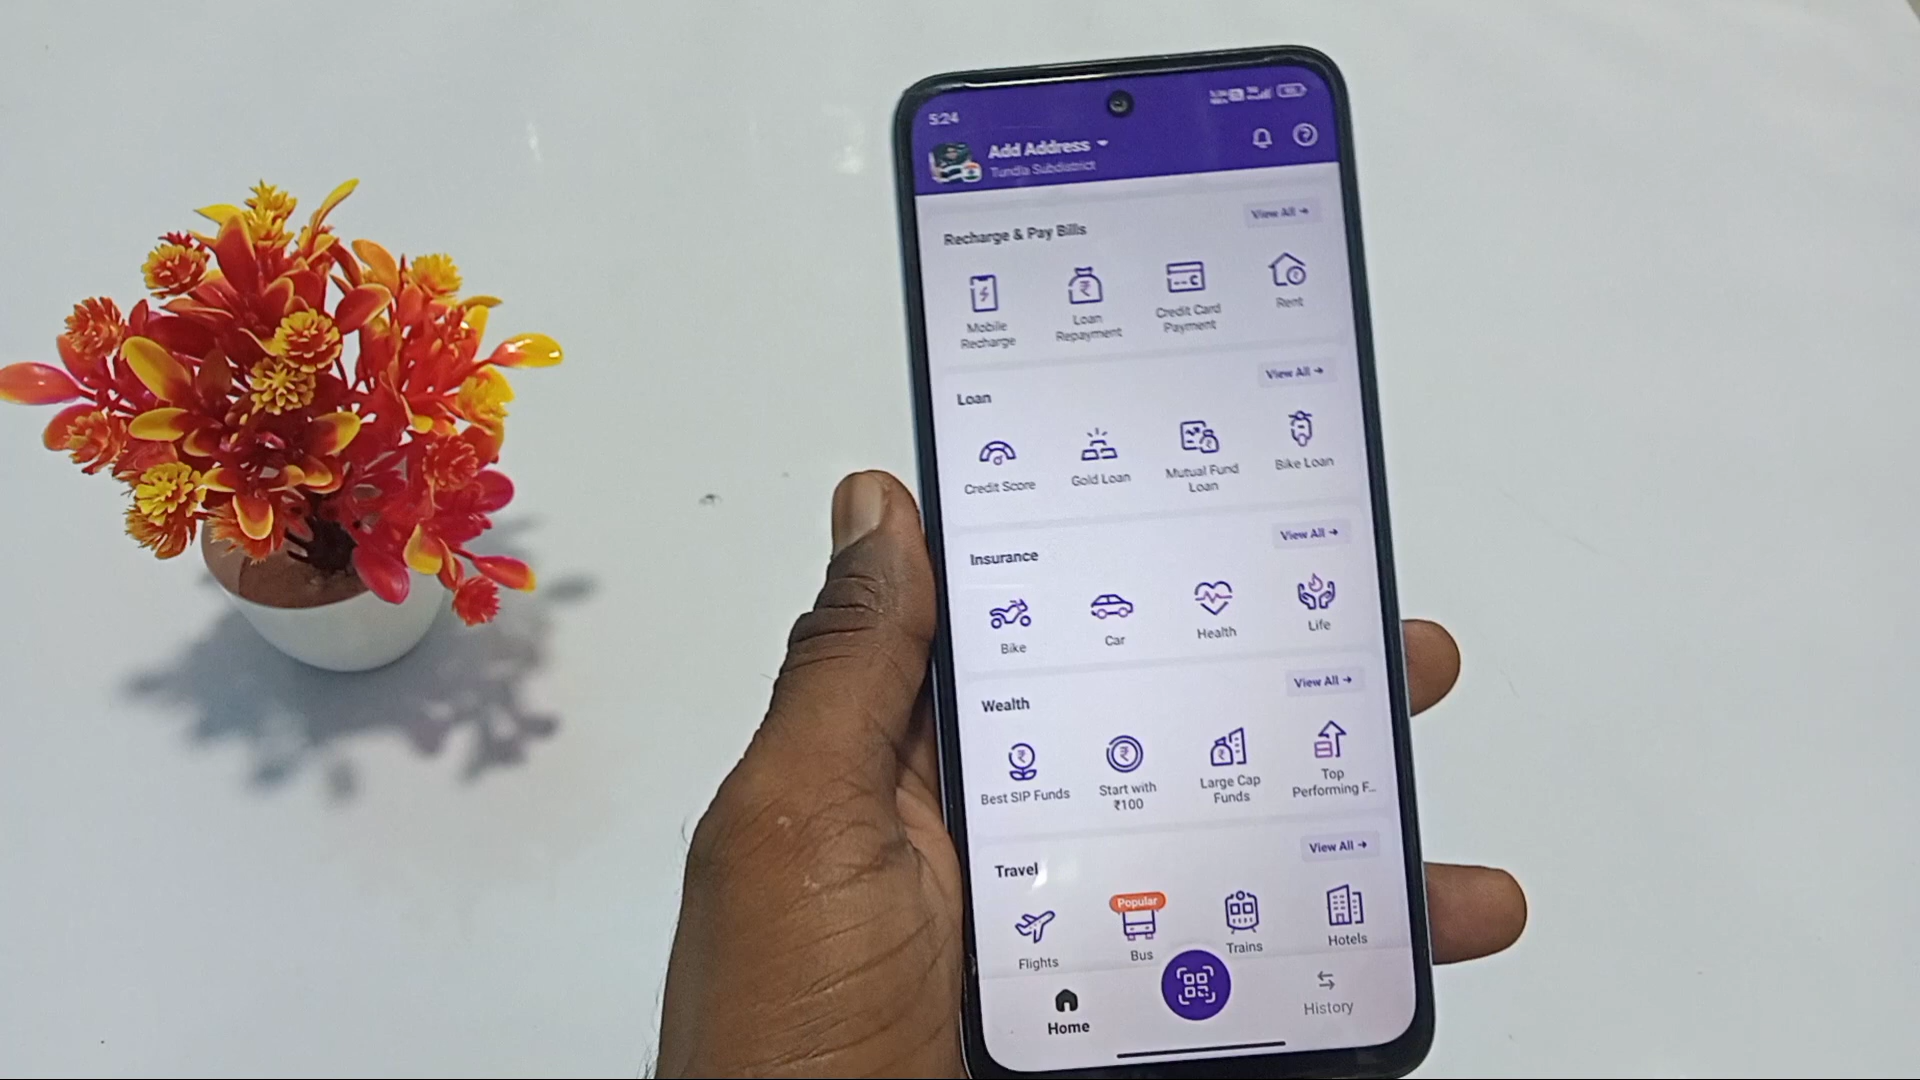 5:24
Add Address
Tundla Subdistrict
Recharge & Pay Bills
View All →
Mobile
Recharge
Loan
Repayment
Credit Card
Payment
Rent
Loan
View All →
Credit Score
Gold Loan
Mutual Fund
Loan
Bike Loan
Insurance
View All →
Bike
Car
Health
Life
Wealth
View All →
Best SIP Funds
Start with
₹100
Large Cap
Funds
Top
Performing F...
Travel
View All →
Popular
Flights
Bus
Trains
Hotels
Home
History